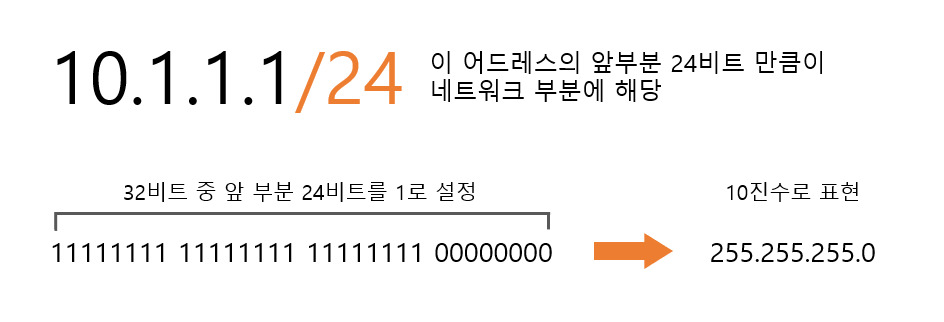 10.1.1.1/24
이 어드레스의 앞부분 24비트 만큼이
네트워크 부분에 해당
32비트 중 앞 부분 24비트를 1로 설정
10진수로 표현
11111111 11111111 11111111 00000000
255.255.255.0